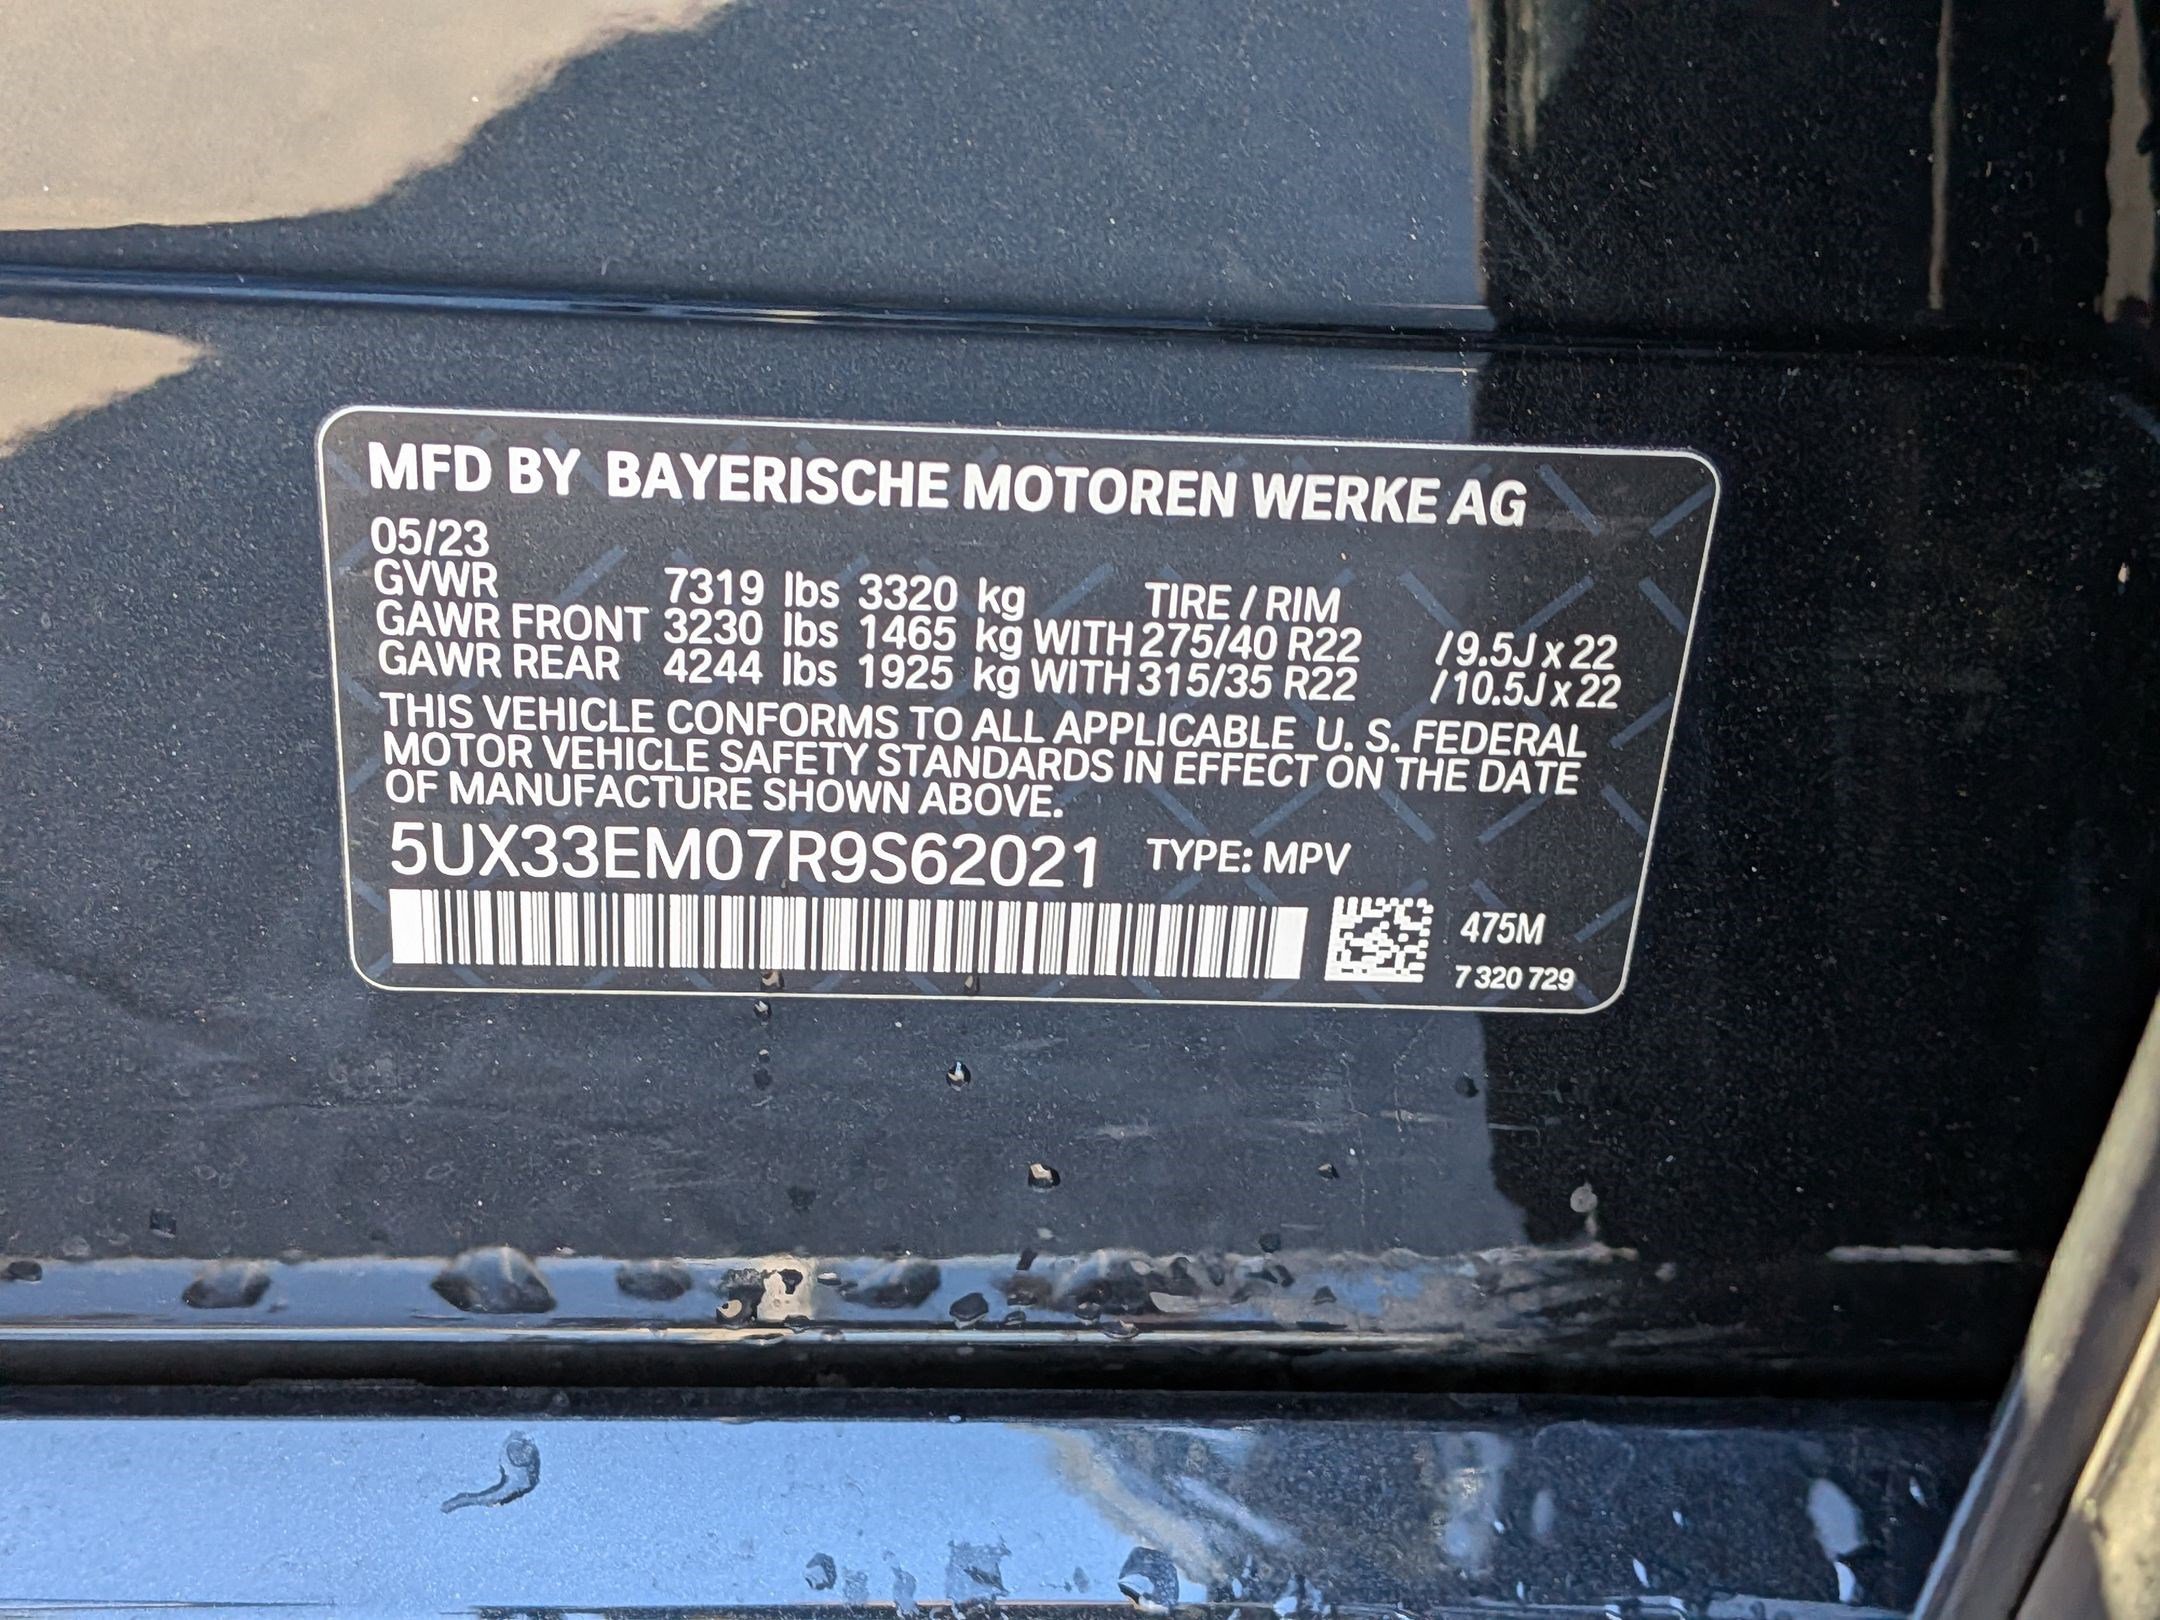 MFD BY BAYERISCHE MOTOREN WERKE AG
05/23
GVWR 7319 lbs 3320 kg TIRE / RIM
GAWR FRONT 3230 lbs 1465 kg WITH 275/40 R22 / 9.5J x 22
GAWR REAR 4244 lbs 1925 kg WITH 315/35 R22 / 10.5J x 22
THIS VEHICLE CONFORMS TO ALL APPLICABLE U. S. FEDERAL
MOTOR VEHICLE SAFETY STANDARDS IN EFFECT ON THE DATE
OF MANUFACTURE SHOWN ABOVE.
5UX33EM07R9S62021 TYPE: MPV
475M
7 320 729